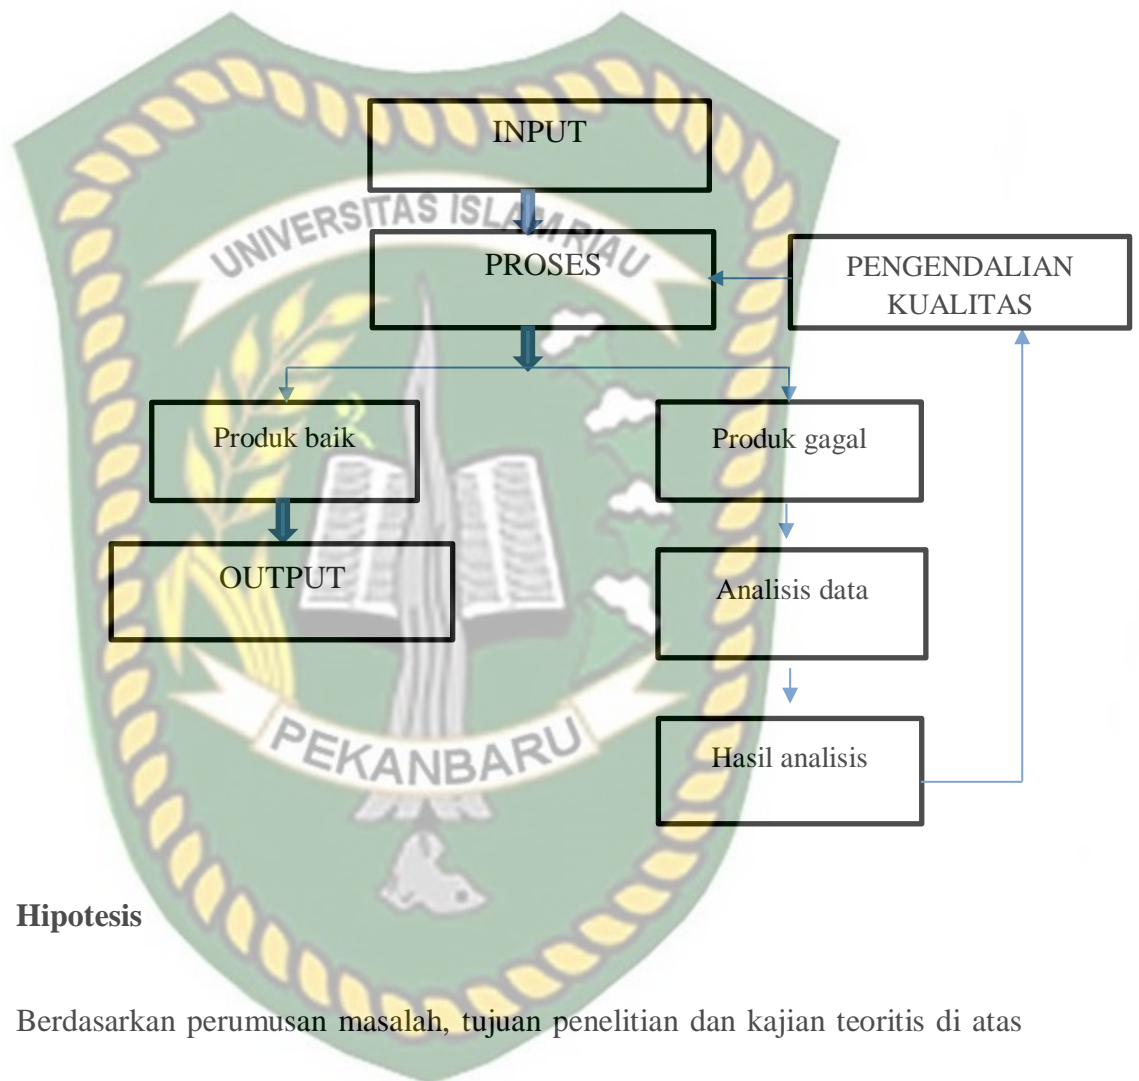 INPUT
UNIVERSITAS ISLAM RIAU
PROSES
PENGENDALIAN
KUALITAS
Produk baik
Produk gagal
OUTPUT
Analisis data
PEKANBARU
Hasil analisis
Hipotesis
Berdasarkan perumusan masalah, tujuan penelitian dan kajian teoritis di atas